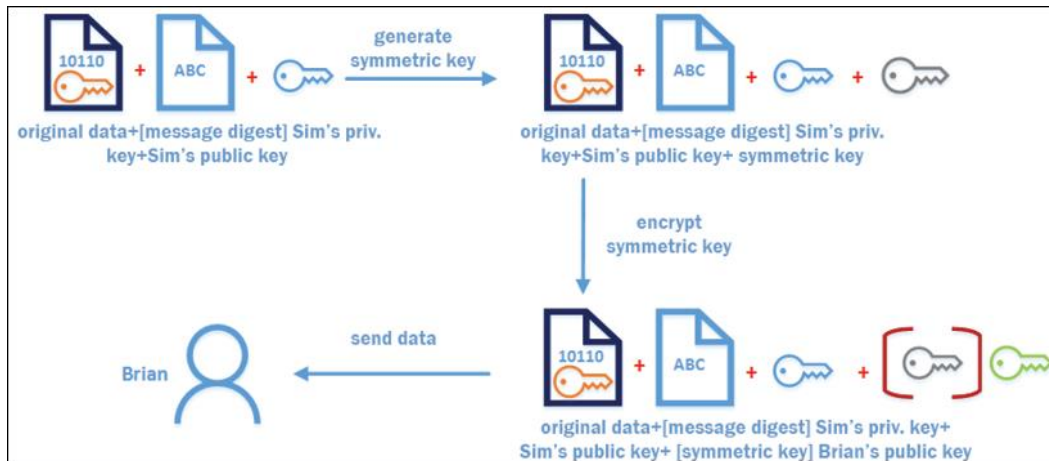 10110
ABC
generate
symmetric key
10110
ABC
original data+[message digest] Sim's priv.
key+Sim's public key
original data+[message digest] Sim's priv.
key+Sim's public key+ symmetric key
encrypt
symmetric key
send data
Brian
10110
ABC
original data+[message digest] Sim's priv. key+
Sim's public key+ [symmetric key] Brian's public key